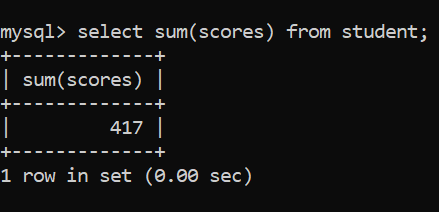 mysql> select sum(scores) from student;
+-------------+
| sum(scores) |
+-------------+
|         417 |
+-------------+
1 row in set (0.00 sec)